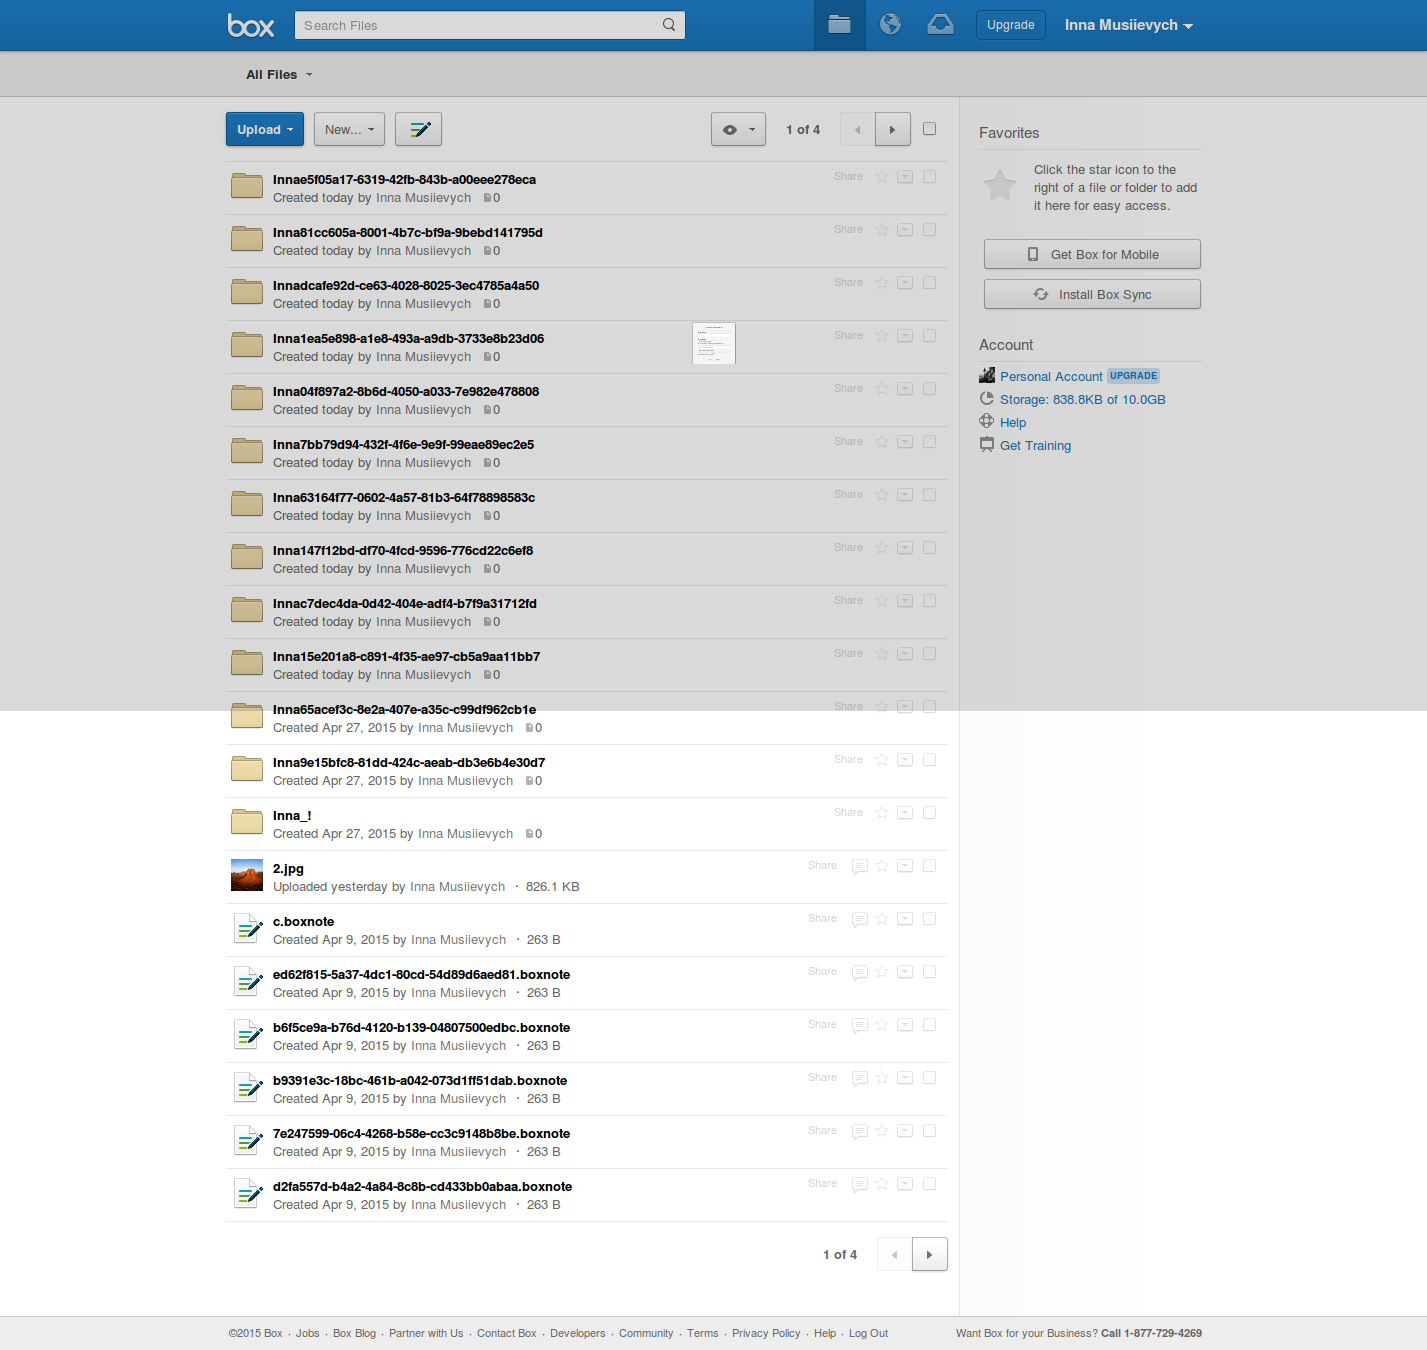 box
Search Files
Upgrade
Inna Musiievych
All Files
Upload
New...
1 of 4
Innae5f05a17-6319-42fb-843b-a00eee278eca
Created today by Inna Musiievych 0
Share
Inna81cc605a-8001-4b7c-bf9a-9bebd141795d
Created today by Inna Musiievych 0
Share
Innadcafe92d-ce63-4028-8025-3ec4785a4a50
Created today by Inna Musiievych 0
Share
Inna1ea5e898-a1e8-493a-a9db-3733e8b23d06
Created today by Inna Musiievych 0
Share
Inna04f897a2-8b6d-4050-a033-7e982e478808
Created today by Inna Musiievych 0
Share
Inna7bb79d94-432f-4f6e-9e9f-99eae89ec2e5
Created today by Inna Musiievych 0
Share
Inna63164f77-0602-4a57-81b3-64f78898583c
Created today by Inna Musiievych 0
Share
Inna147f12bd-df70-4fcd-9596-776cd22c6ef8
Created today by Inna Musiievych 0
Share
Innac7dec4da-0d42-404e-adf4-b7f9a31712fd
Created today by Inna Musiievych 0
Share
Inna15e201a8-c891-4f35-ae97-cb5a9aa11bb7
Created today by Inna Musiievych 0
Share
Inna65acef3c-8e2a-407e-a35c-c99df962cb1e
Created Apr 27, 2015 by Inna Musiievych 0
Share
Inna9e15bfc8-81dd-424c-aeab-db3e6b4e30d7
Created Apr 27, 2015 by Inna Musiievych 0
Share
Inna_!
Created Apr 27, 2015 by Inna Musiievych 0
Share
2.jpg
Uploaded yesterday by Inna Musiievych · 826.1 KB
Share
c.boxnote
Created Apr 9, 2015 by Inna Musiievych · 263 B
Share
ed62f815-5a37-4dc1-80cd-54d89d6aed81.boxnote
Created Apr 9, 2015 by Inna Musiievych · 263 B
Share
b6f5ce9a-b76d-4120-b139-04807500edbc.boxnote
Created Apr 9, 2015 by Inna Musiievych · 263 B
Share
b9391e3c-18bc-461b-a042-073d1ff51dab.boxnote
Created Apr 9, 2015 by Inna Musiievych · 263 B
Share
7e247599-06c4-4268-b58e-cc3c9148b8be.boxnote
Created Apr 9, 2015 by Inna Musiievych · 263 B
Share
d2fa557d-b4a2-4a84-8c8b-cd433bb0abaa.boxnote
Created Apr 9, 2015 by Inna Musiievych · 263 B
Share
1 of 4
Favorites
Click the star icon to the
right of a file or folder to add
it here for easy access.
Get Box for Mobile
Install Box Sync
Account
Personal Account UPGRADE
Storage: 838.8KB of 10.0GB
Help
Get Training
©2015 Box · Jobs · Box Blog · Partner with Us · Contact Box · Developers · Community · Terms · Privacy Policy · Help · Log Out
Want Box for your Business? Call 1-877-729-4269